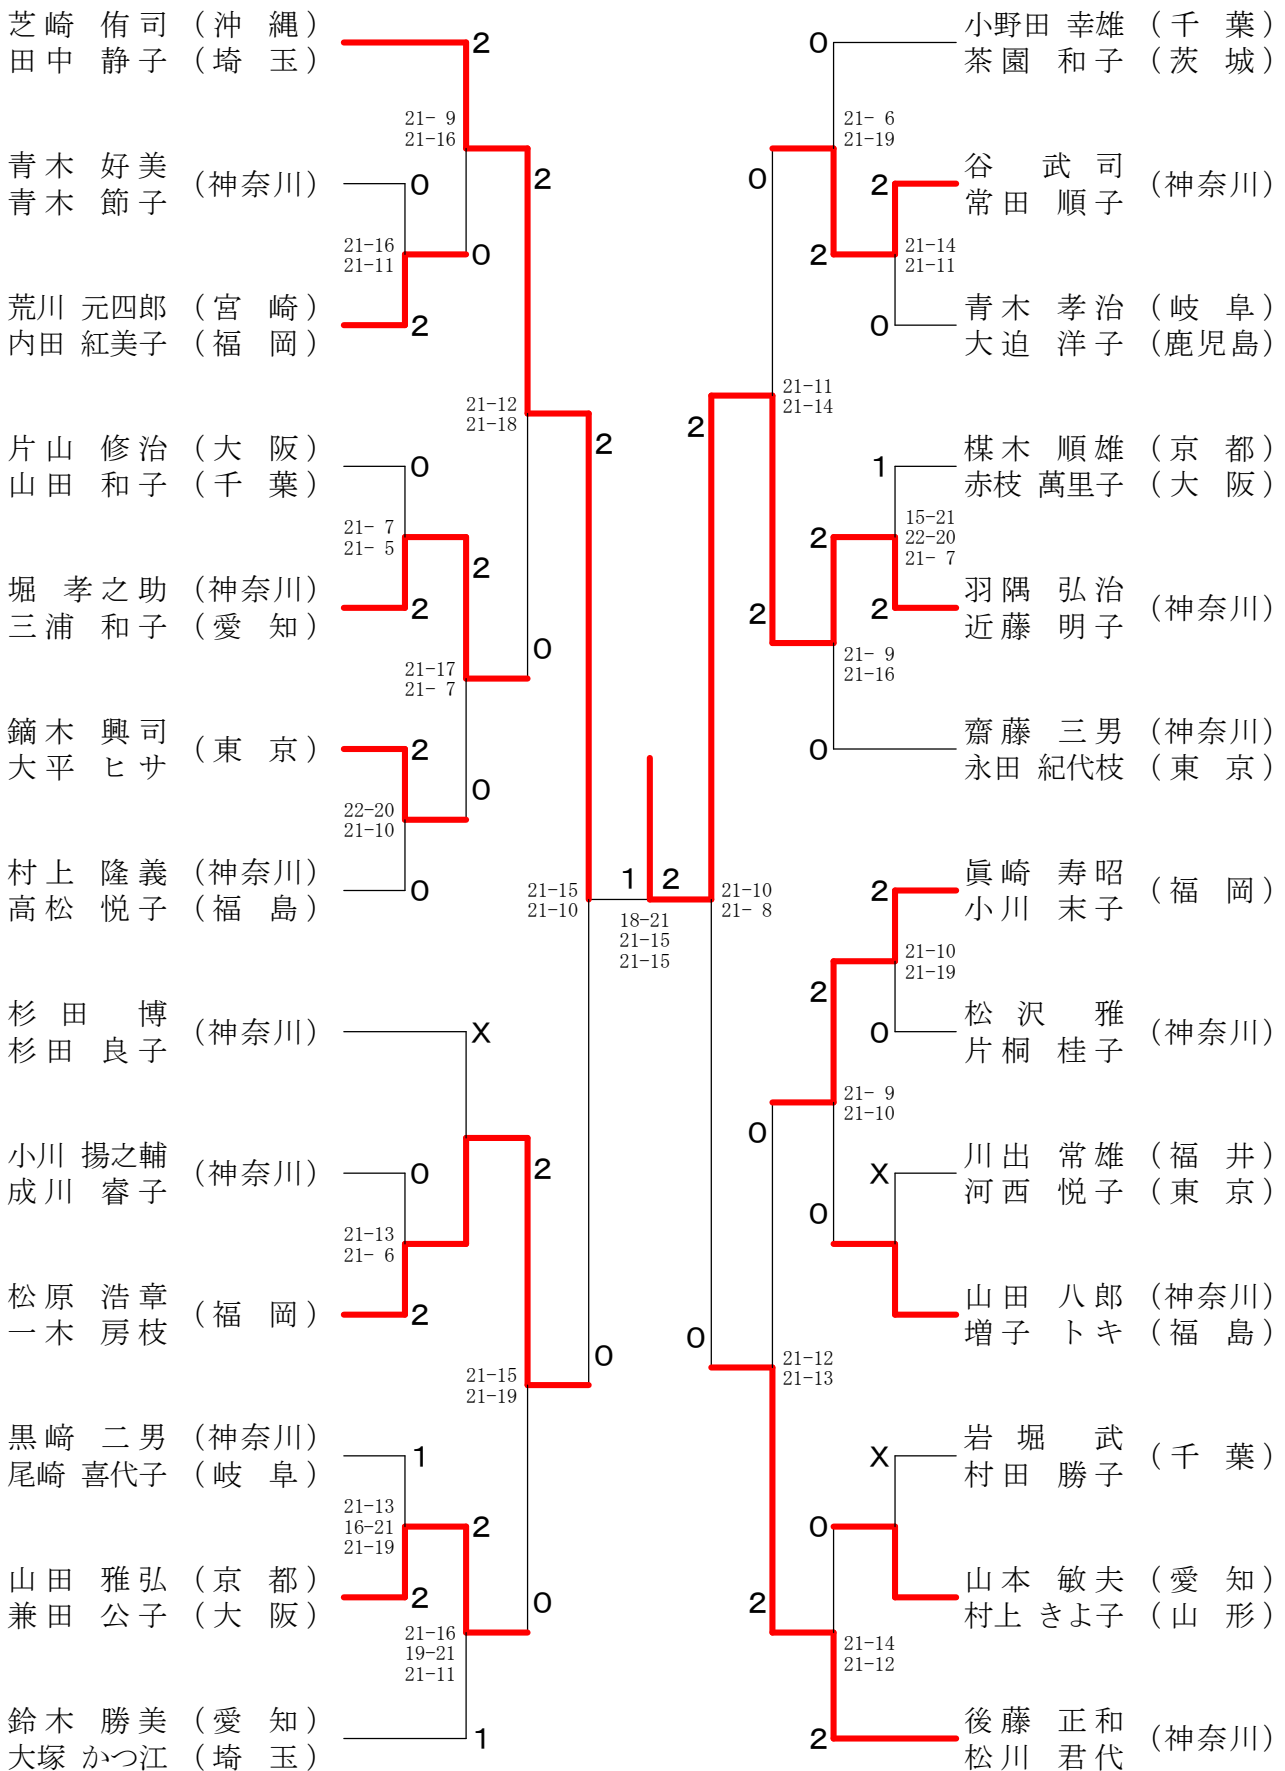 芝崎 侑司 (沖 縄)
田中 静子 (埼 玉)
2
21- 9
21-16
青木 好美
青木 節子
(神奈川)
0
2
21-16
21-11
0
荒川 元四郎 (宮 崎)
内田 紅美子 (福 岡)
2
21-12
21-18
2
片山 修治 (大 阪)
山田 和子 (千 葉)
0
21- 7
21- 5
2
堀 孝之助 (神奈川)
三浦 和子 (愛 知)
2
0
21-17
21- 7
鏑木 興司
大平 ヒサ
(東 京)
2
0
22-20
21-10
村上 隆義 (神奈川)
高松 悦子 (福 島)
0
21-15
21-10
杉田 博
杉田 良子
(神奈川)
X
小川 揚之輔
成川 睿子
(神奈川)
0
2
21-13
21- 6
松原 浩章
一木 房枝
(福 岡)
2
0
21-15
21-19
黒﨑 二男 (神奈川)
尾崎 喜代子 (岐 阜)
1
21-13
16-21
21-19
2
山田 雅弘 (京 都)
兼田 公子 (大 阪)
2
0
21-16
19-21
21-11
鈴木 勝美 (愛 知)
大塚 かつ江 (埼 玉)
1
1 2
18-21
21-15
21-15
0
小野田 幸雄 (千 葉)
茶園 和子 (茨 城)
21- 6
21-19
0
2
谷 武司
常田 順子
(神奈川)
2
21-14
21-11
0
青木 孝治 (岐 阜)
大迫 洋子 (鹿児島)
21-11
21-14
2
1
楳木 順雄 (京 都)
赤枝 萬里子 (大 阪)
15-21
22-20
21- 7
2
2
2
羽隅 弘治
近藤 明子
(神奈川)
21- 9
21-16
0
齋藤 三男 (神奈川)
永田 紀代枝 (東 京)
21-10
21- 8
2
眞崎 寿昭
小川 末子
(福 岡)
21-10
21-19
2
0
松沢 雅
片桐 桂子
(神奈川)
21- 9
21-10
0
X
川出 常雄 (福 井)
河西 悦子 (東 京)
0
山田 八郎 (神奈川)
増子 トキ (福 島)
0
21-12
21-13
X
岩堀 武
村田 勝子
(千 葉)
0
2
山本 敏夫 (愛 知)
村上 きよ子 (山 形)
21-14
21-12
2
後藤 正和
松川 君代
(神奈川)